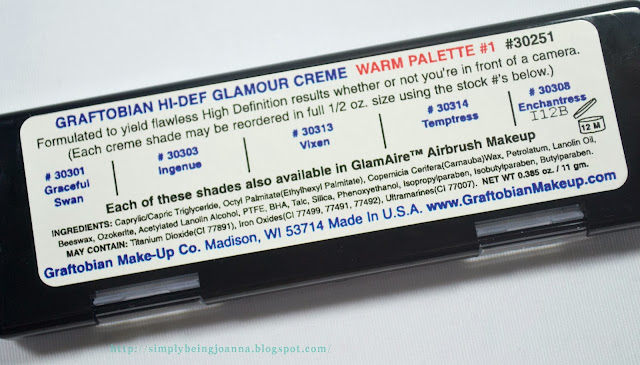 GRAFTOBIAN HI-DEF GLAMOUR CREME WARM PALETTE #1 #30251
Formulated to yield flawless High Definition results whether or not you're in front of a camera.
(Each creme shade may be reordered in full 1/2 oz. size using the stock #'s below.)
# 30301
Graceful
Swan
# 30303
Ingenue
# 30313
Vixen
# 30314
Temptress
# 30308
Enchantress
I12B
12 M
Each of these shades also available in GlamAire™ Airbrush Makeup
INGREDIENTS: Caprylic/Capric Triglyceride, Octyl Palmitate(Ethylhexyl Palmitate), Copernicia Cerifera(Carnauba)Wax, Petrolatum, Lanolin Oil,
Beeswax, Ozokerite, Acetylated Lanolin Alcohol, PTFE, BHA, Talc, Silica, Phenoxyethanol, Isopropylparaben, Isobutylparaben, Butylparaben.
MAY CONTAIN: Titanium Dioxide(CI 77891), Iron Oxides(CI 77499, 77491, 77492), Ultramarines(CI 77007). NET WT 0.385 oz. / 11 gm.
Graftobian Make-Up Co. Madison, WI 53714 Made In U.S.A. www.GraftobianMakeup.com
http://simplybeingjoanna.blogspot.com/